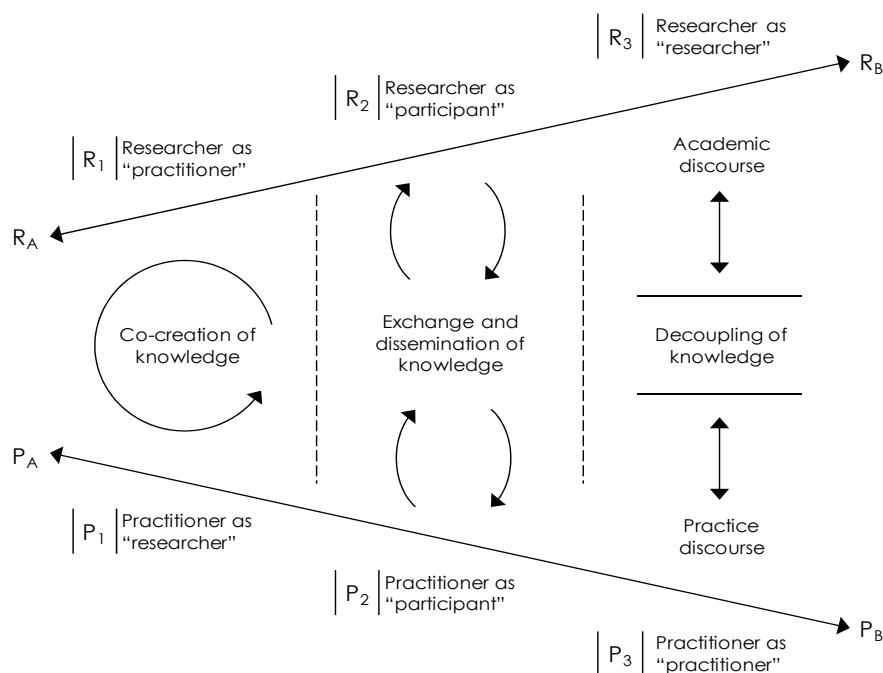 R3 Researcher as
“researcher”
RB
R2 Researcher as
“participant”
R1 Researcher as
“practitioner”
Academic
discourse
RA
Co-creation of
knowledge
Exchange and
dissemination of
knowledge
Decoupling of
knowledge
PA
P1 Practitioner as
“researcher”
Practice
discourse
P2 Practitioner as
“participant”
PB
P3 Practitioner as
“practitioner”